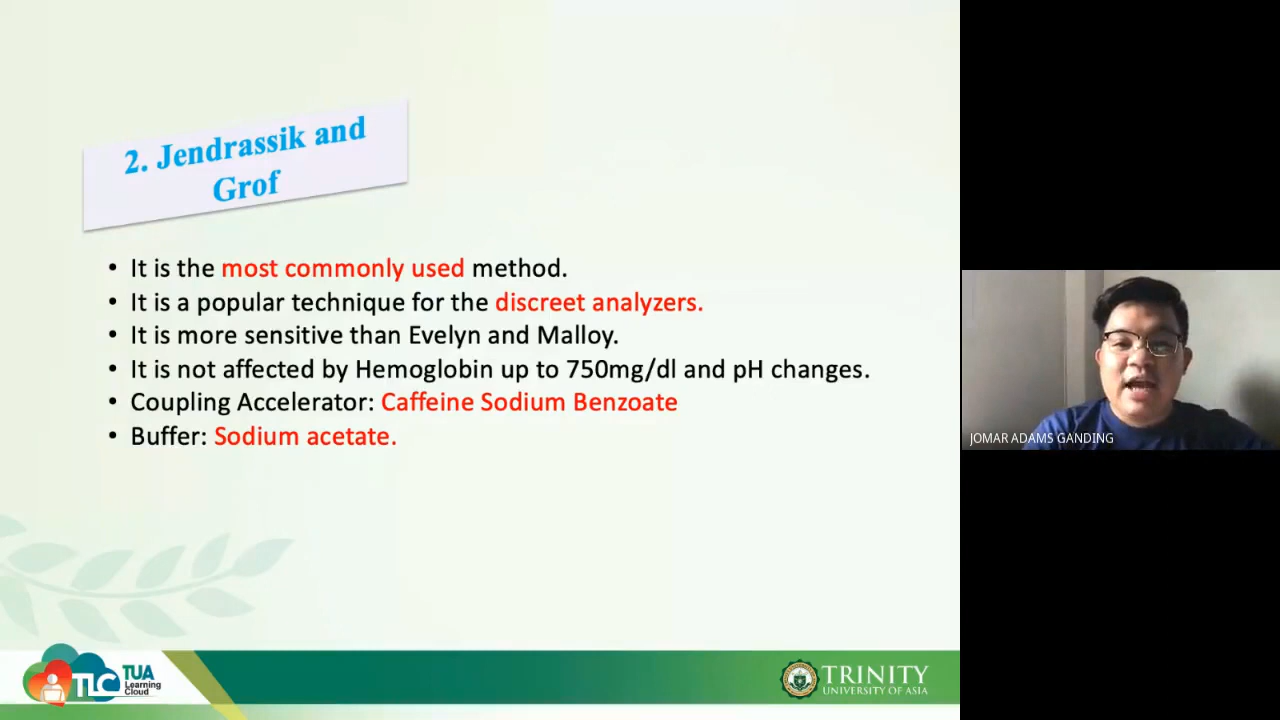 2. Jendrassik and
Grof
• It is the most commonly used method.
• It is a popular technique for the discreet analyzers.
• It is more sensitive than Evelyn and Malloy.
• It is not affected by Hemoglobin up to 750mg/dl and pH changes.
• Coupling Accelerator: Caffeine Sodium Benzoate
• Buffer: Sodium acetate.
JOMAR ADAMS GANDING
TLC TUA
Learning
Cloud
TRINITY
UNIVERSITY OF ASIA